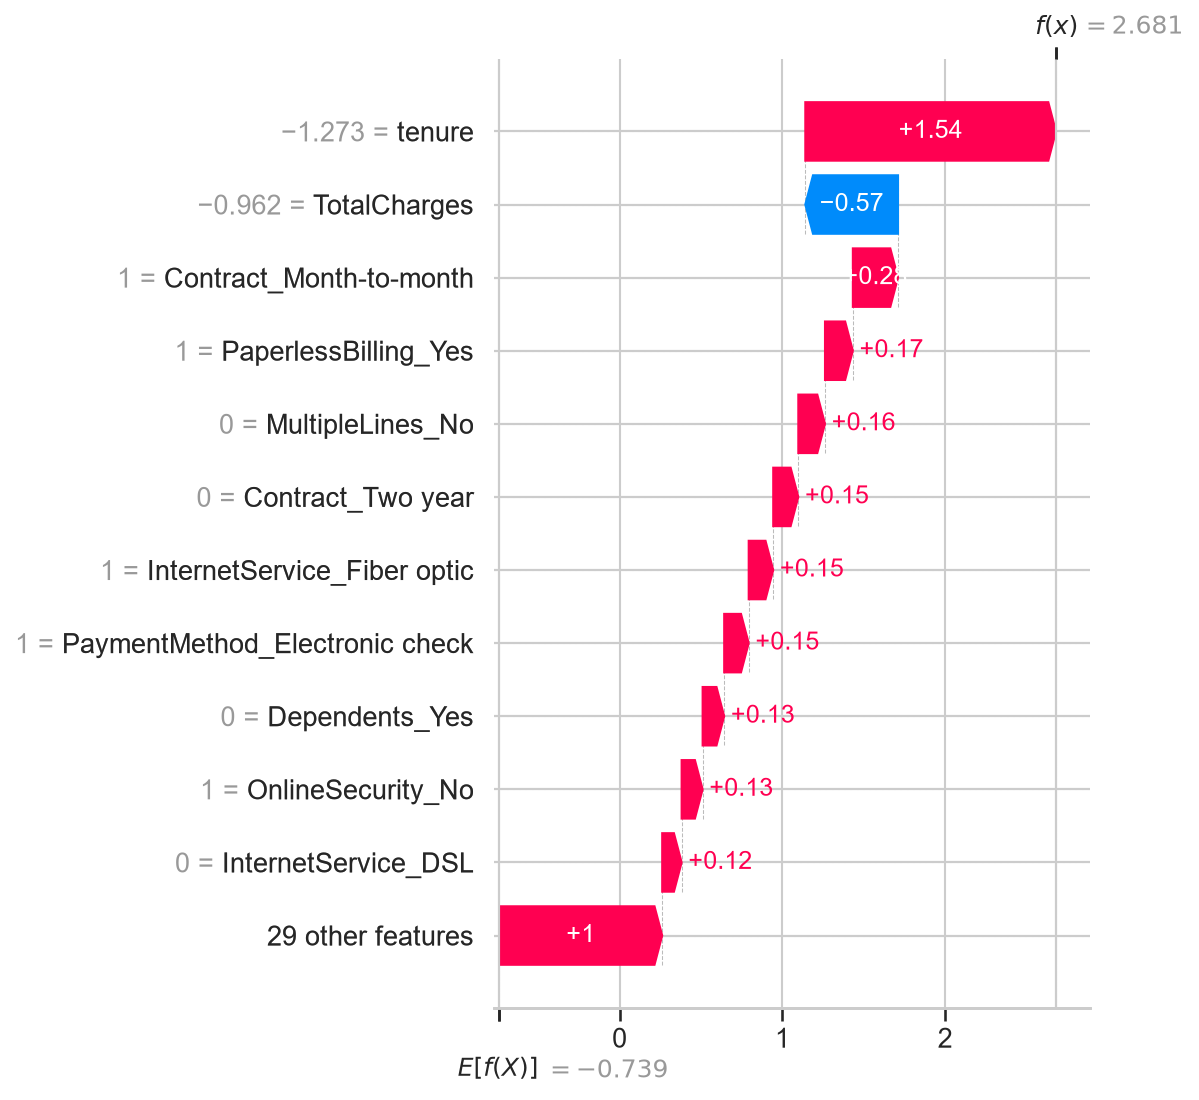 f(x) = 2.681
−1.273 = tenure
+1.54
−0.962 = TotalCharges
−0.57
1 = Contract_Month-to-month
1 = PaperlessBilling_Yes
+0.17
0 = MultipleLines_No
+0.16
0 = Contract_Two year
+0.15
1 = InternetService_Fiber optic
+0.15
1 = PaymentMethod_Electronic check
+0.15
0 = Dependents_Yes
+0.13
1 = OnlineSecurity_No
+0.13
0 = InternetService_DSL
+0.12
29 other features
+1
0 1 2
E[f(X)] = −0.739